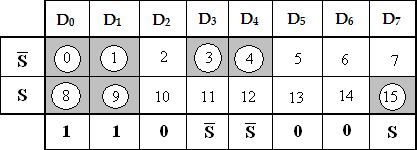 D₀ D₁ D₂ D₃ D₄ D₅ D₆ D₇
S̅ 0 1 2 3 4 5 6 7
S 8 9 10 11 12 13 14 15
1 1 0 S̅ S̅ 0 0 S